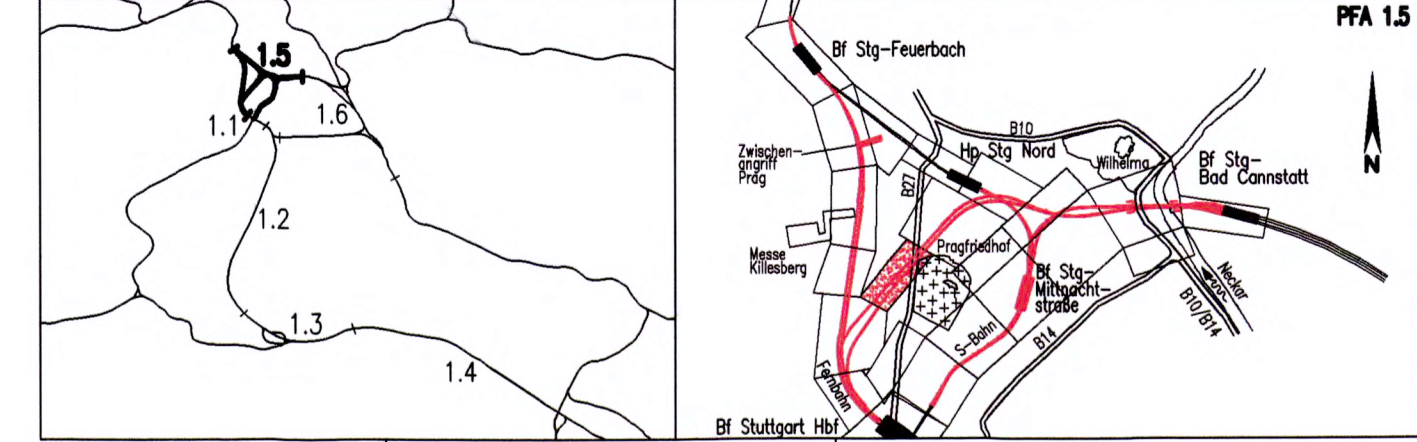 1.5
1.1
1.6
1.2
1.3
1.4
PFA 1.5
Bf Stg-Feuerbach
N
B10
Zwischen-
angriff
Präg
Hp Stg Nord
Wilhelma
Bf Stg-
Bad Cannstatt
B27
Messe
Killesberg
Pragfriedhof
Bf Stg-
Mittnacht-
straße
Neckar
B10/B14
S-Bahn
B14
Fernbahn
Bf Stuttgart Hbf